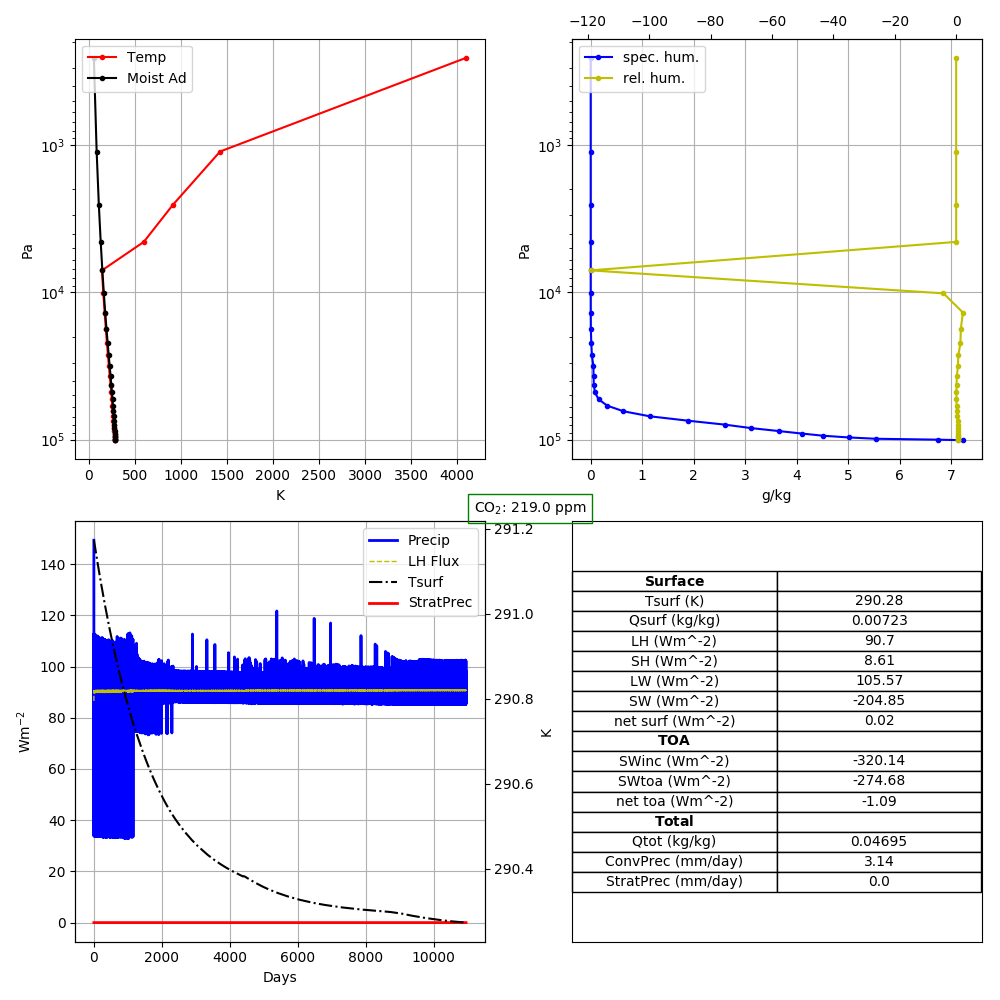 −120 −100 −80 −60 −40 −20 0
Temp
Moist Ad
spec. hum.
rel. hum.
10^3
10^4
10^5
Pa
10^3
10^4
10^5
Pa
0 500 1000 1500 2000 2500 3000 3500 4000
K
0 1 2 3 4 5 6 7
g/kg
CO₂: 219.0 ppm
Precip
LH Flux
Tsurf
StratPrec
140
120
100
80
60
40
20
0
Wm⁻²
291.2
291.0
290.8
290.6
290.4
K
0 2000 4000 6000 8000 10000
Days
Surface
Tsurf (K) 290.28
Qsurf (kg/kg) 0.00723
LH (Wm^-2) 90.7
SH (Wm^-2) 8.61
LW (Wm^-2) 105.57
SW (Wm^-2) -204.85
net surf (Wm^-2) 0.02
TOA
SWinc (Wm^-2) -320.14
SWtoa (Wm^-2) -274.68
net toa (Wm^-2) -1.09
Total
Qtot (kg/kg) 0.04695
ConvPrec (mm/day) 3.14
StratPrec (mm/day) 0.0